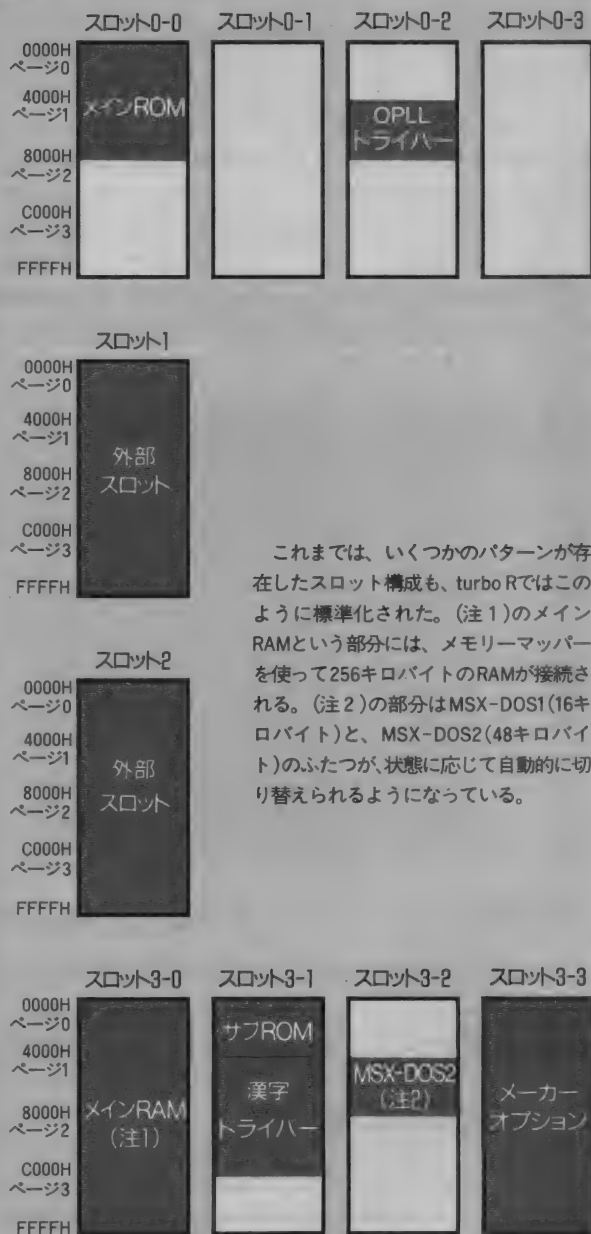 スロット0-0 スロット0-1 スロット0-2 スロット0-3
0000H
ページ0
4000H
ページ1
8000H
ページ2
C000H
ページ3
FFFFH
メインROM
OPLL
ドライバー
スロット1
0000H
ページ0
4000H
ページ1
8000H
ページ2
C000H
ページ3
FFFFH
外部
スロット
これまでは、いくつかのパターンが存
在したスロット構成も、turbo Rではこの
ように標準化された。(注1)のメイン
RAMという部分には、メモリーマッパー
を使って256キロバイトのRAMが接続さ
れる。(注2)の部分はMSX-DOS1(16キ
ロバイト)と、MSX-DOS2(48キロバイ
ト)のふたつが、状態に応じて自動的に切
り替えられるようになっている。
スロット2
0000H
ページ0
4000H
ページ1
8000H
ページ2
C000H
ページ3
FFFFH
外部
スロット
スロット3-0 スロット3-1 スロット3-2 スロット3-3
0000H
ページ0
4000H
ページ1
8000H
ページ2
C000H
ページ3
FFFFH
メインRAM
(注1)
サブROM
漢字
ドライバー
MSX-DOS2
(注2)
メーカー
オプション